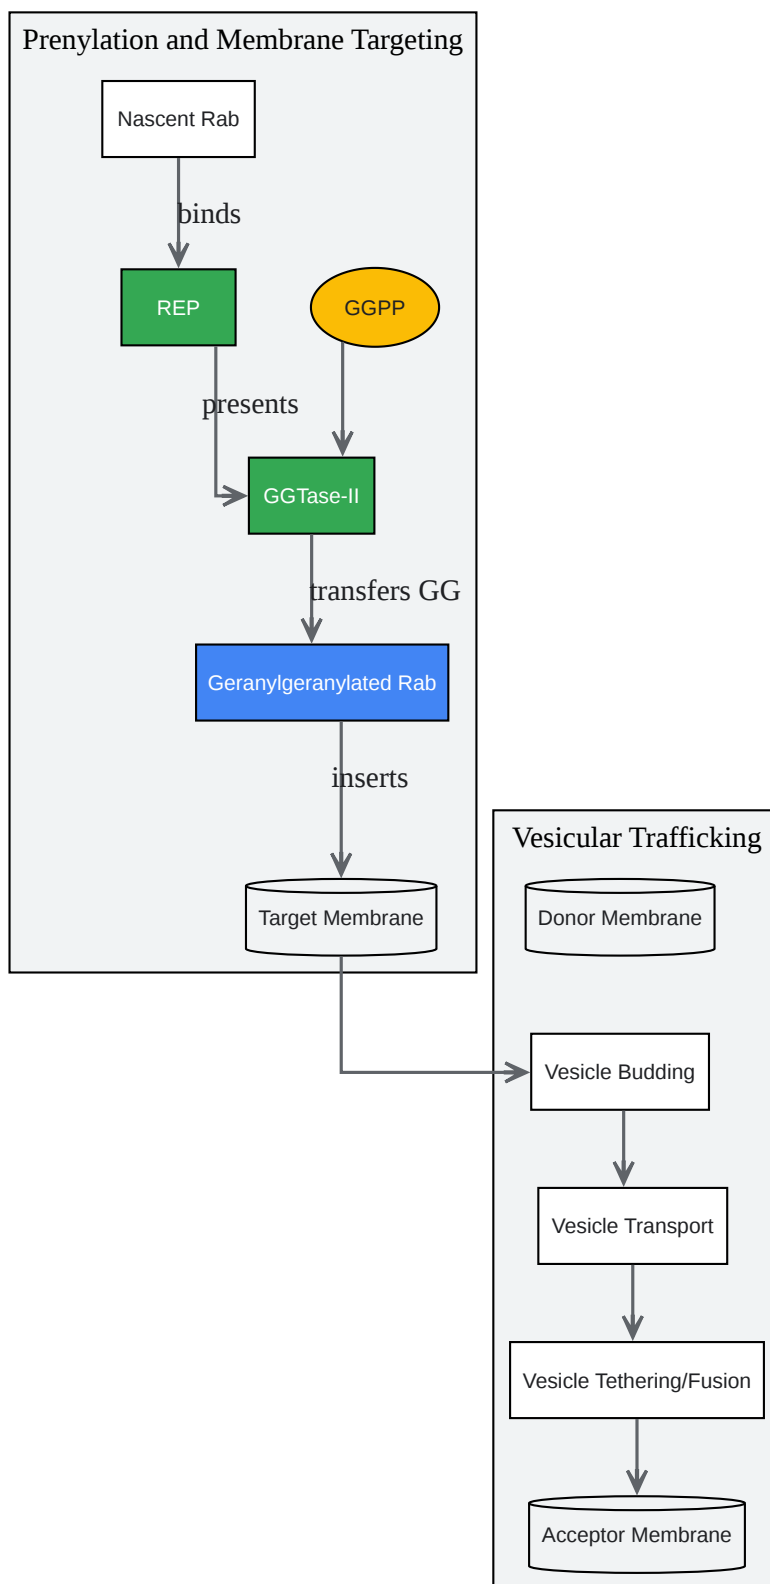 Prenylation and Membrane Targeting
Nascent Rab
binds
REP
GGPP
presents
GGTase-II
transfers GG
Geranylgeranylated Rab
inserts
Target Membrane
Vesicular Trafficking
Donor Membrane
Vesicle Budding
Vesicle Transport
Vesicle Tethering/Fusion
Acceptor Membrane